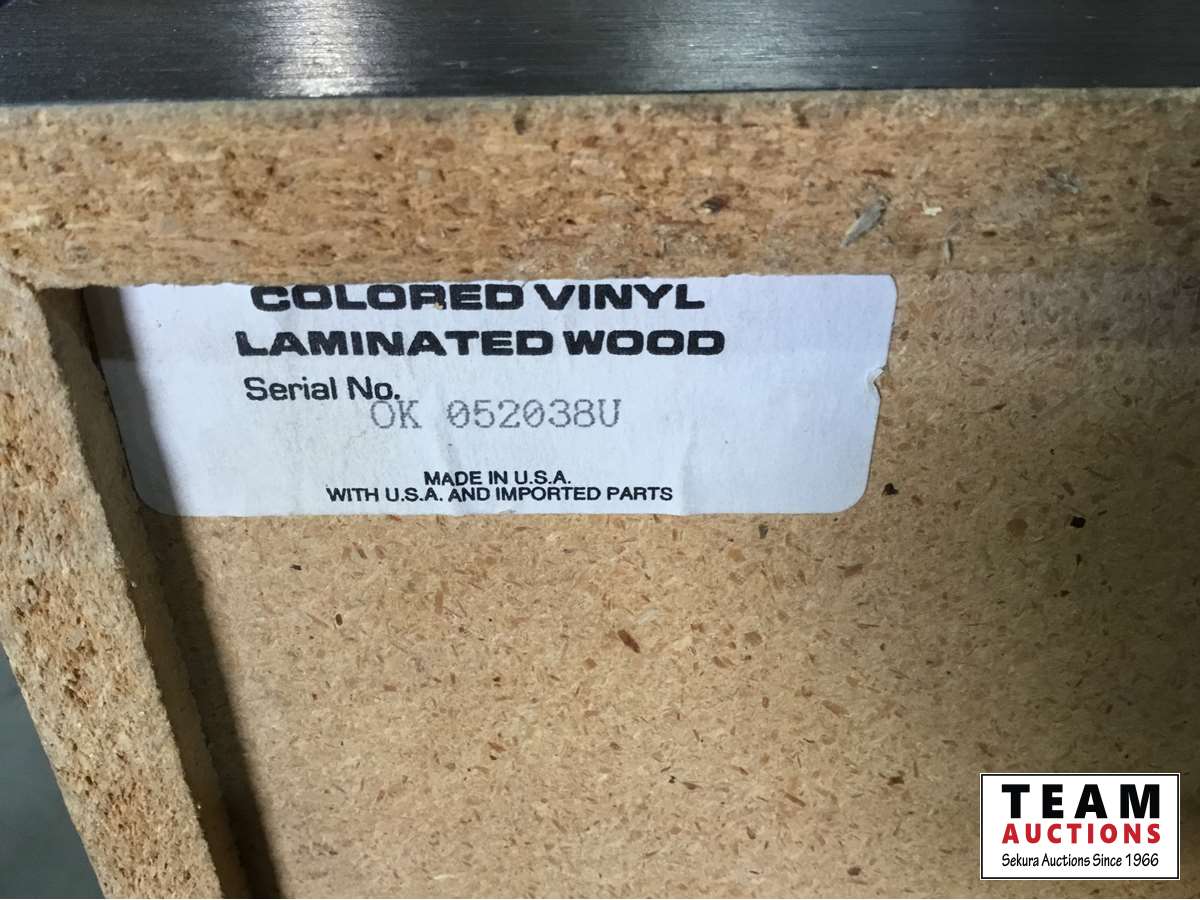 COLORED VINYL
LAMINATED WOOD
Serial No.
OK 052038U
MADE IN U.S.A.
WITH U.S.A. AND IMPORTED PARTS
TEAM
AUCTIONS
Sekura Auctions Since 1966